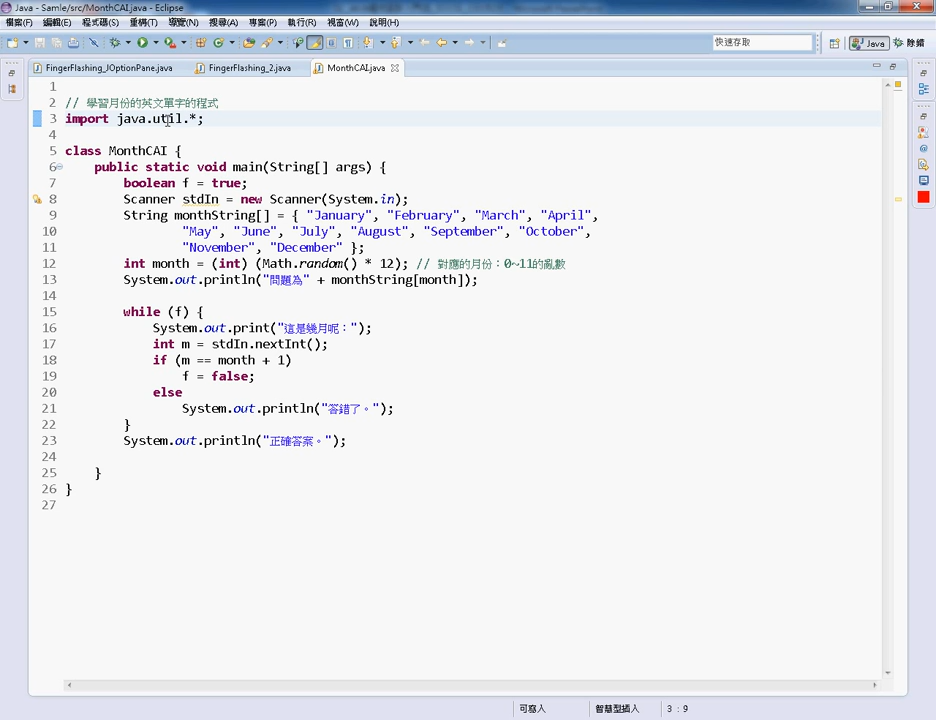 Java - Samle/src/MonthCAI.java - Eclipse
檔案(F) 編輯(E) 程式碼(S) 重構(T) 導覽(N) 搜尋(A) 專案(P) 執行(R) 視窗(W) 說明(H)
快速存取 Java 除錯
FingerFlashing_JOptionPane.java FingerFlashing_2.java MonthCAI.java
1
2 // 學習月份的英文單字的程式
3 import java.util.*;
4
5 class MonthCAI {
6 public static void main(String[] args) {
7 boolean f = true;
8 Scanner stdIn = new Scanner(System.in);
9 String monthString[] = { "January", "February", "March", "April",
10 "May", "June", "July", "August", "September", "October",
11 "November", "December" };
12 int month = (int) (Math.random() * 12); // 對應的月份：0~11的亂數
13 System.out.println("問題為" + monthString[month]);
14
15 while (f) {
16 System.out.print("這是幾月呢：");
17 int m = stdIn.nextInt();
18 if (m == month + 1)
19 f = false;
20 else
21 System.out.println("答錯了。");
22 }
23 System.out.println("正確答案。");
24
25 }
26 }
27
可寫入 智慧型插入 3 : 9